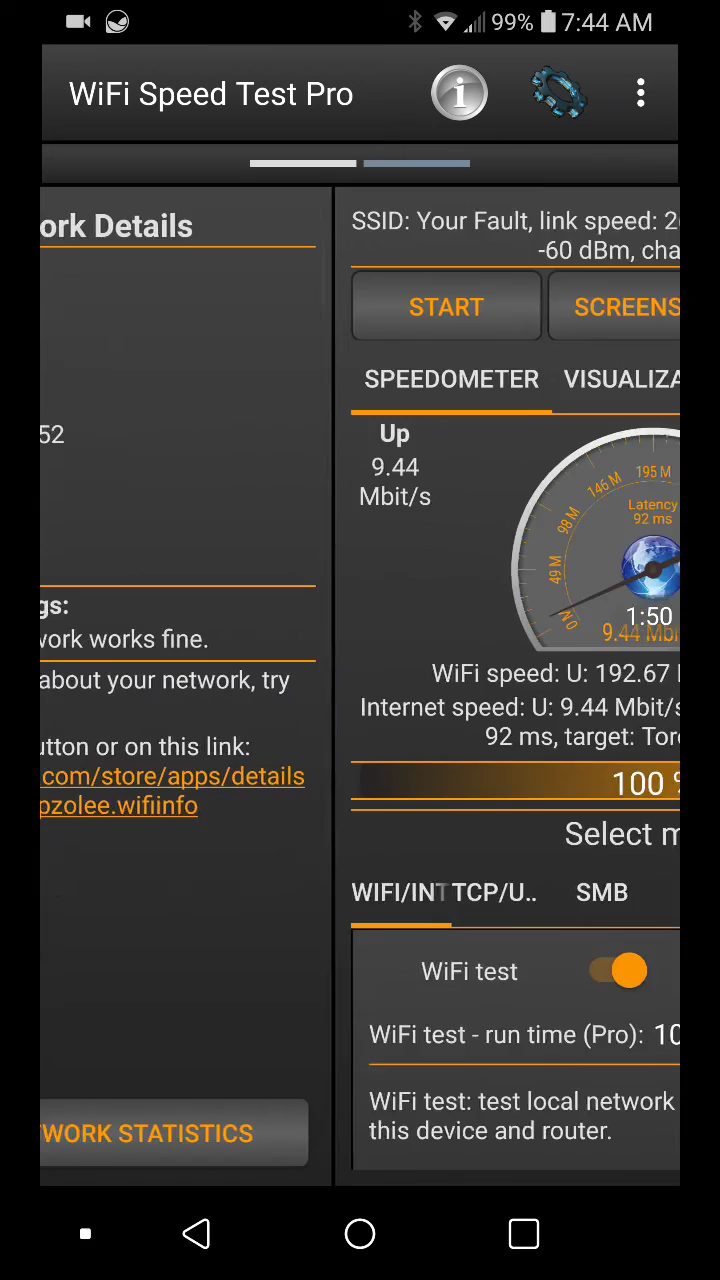 99% 7:44 AM
WiFi Speed Test Pro
ork Details
52
gs:
work works fine.
about your network, try
utton or on this link:
.com/store/apps/details
pzolee.wifiinfo
WORK STATISTICS
SSID: Your Fault, link speed: 2
-60 dBm, cha
START
SCREENS
SPEEDOMETER
VISUALIZA
Up
9.44
Mbit/s
0 M
49 M
98 M
146 M
195 M
Latency
92 ms
1:50
9.44 Mbi
WiFi speed: U: 192.67
Internet speed: U: 9.44 Mbit/s
92 ms, target: Tor
100 %
Select m
WIFI/INT
TCP/U..
SMB
WiFi test
WiFi test - run time (Pro): 10
WiFi test: test local network
this device and router.